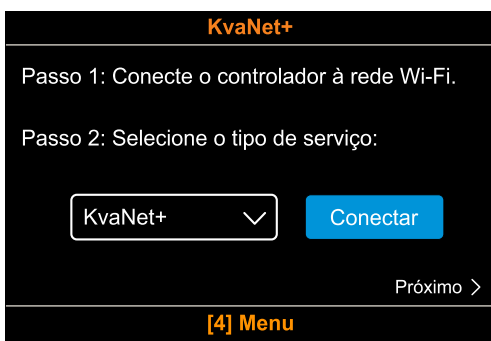 KvaNet+
Passo 1: Conecte o controlador à rede Wi-Fi.
Passo 2: Selecione o tipo de serviço:
KvaNet+
Conectar
Próximo >
[4] Menu